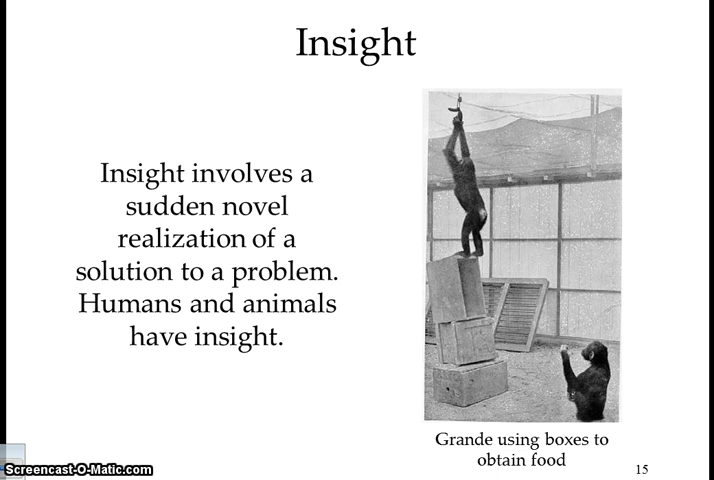 Insight
Insight involves a
sudden novel
realization of a
solution to a problem.
Humans and animals
have insight.
Grande using boxes to
obtain food
15
Screencast-O-Matic.com